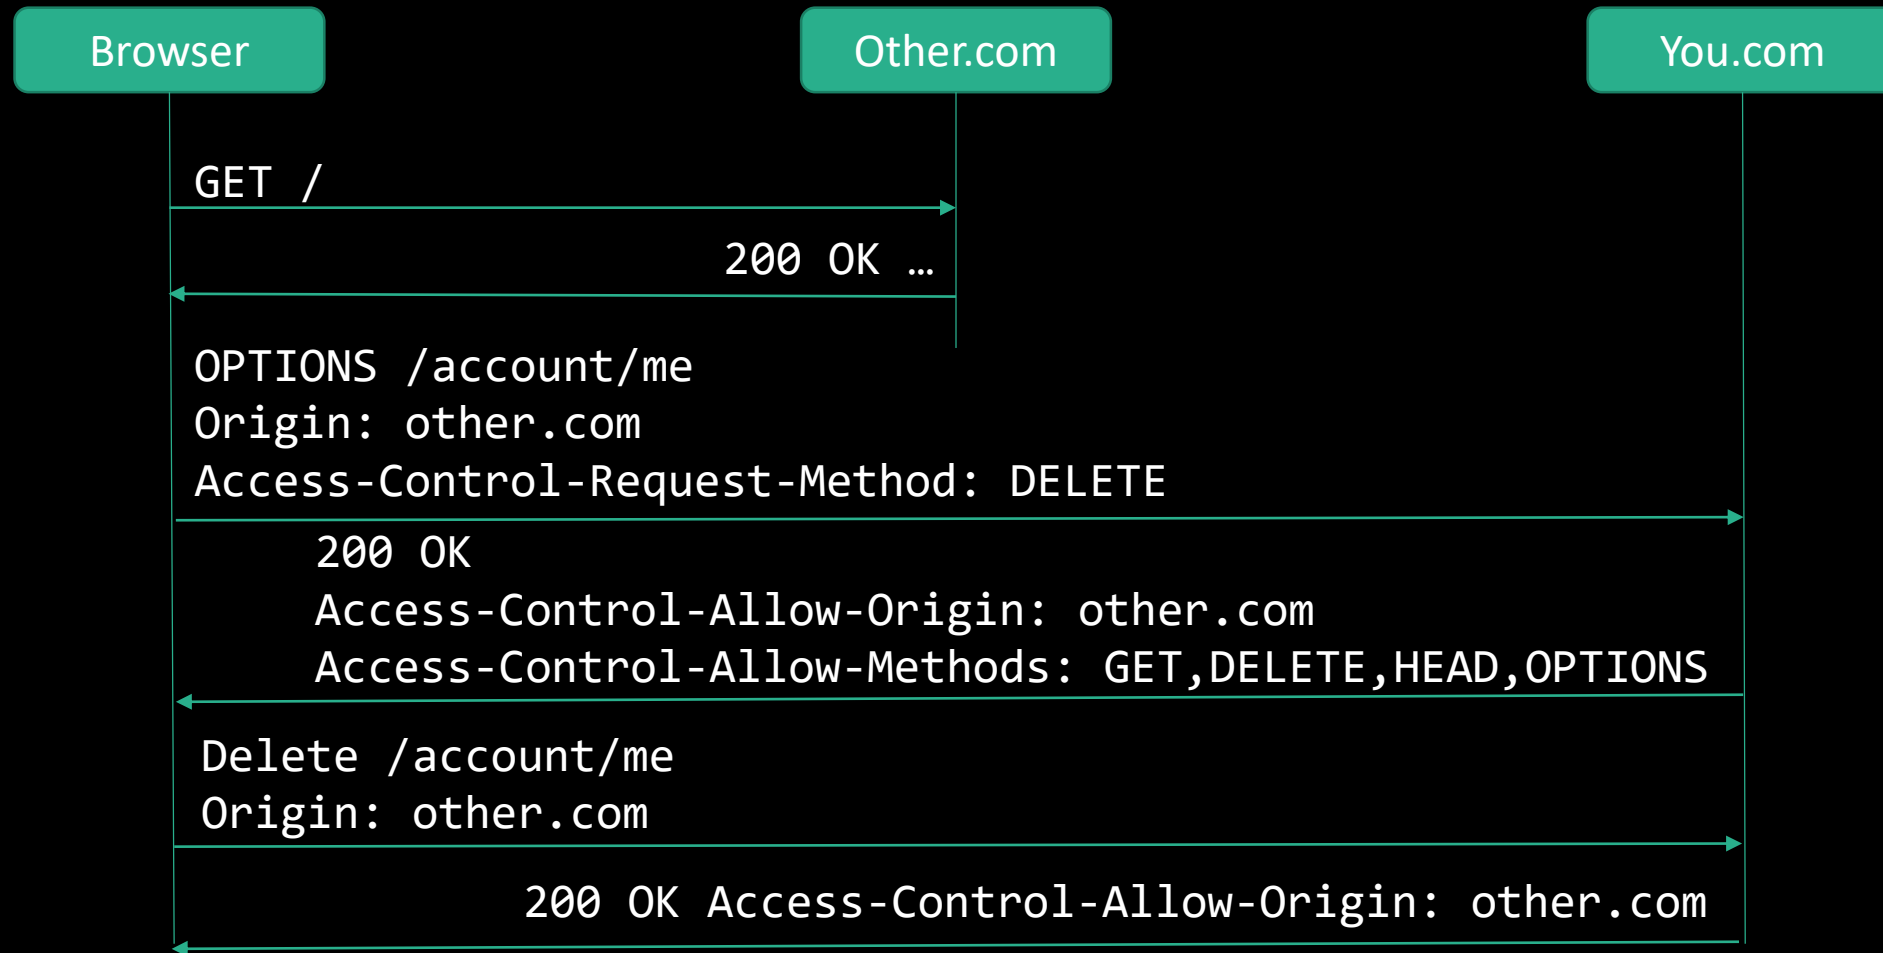 Browser
Other.com
You.com
GET /
200 OK …
OPTIONS /account/me
Origin: other.com
Access-Control-Request-Method: DELETE
200 OK
Access-Control-Allow-Origin: other.com
Access-Control-Allow-Methods: GET,DELETE,HEAD,OPTIONS
Delete /account/me
Origin: other.com
200 OK Access-Control-Allow-Origin: other.com